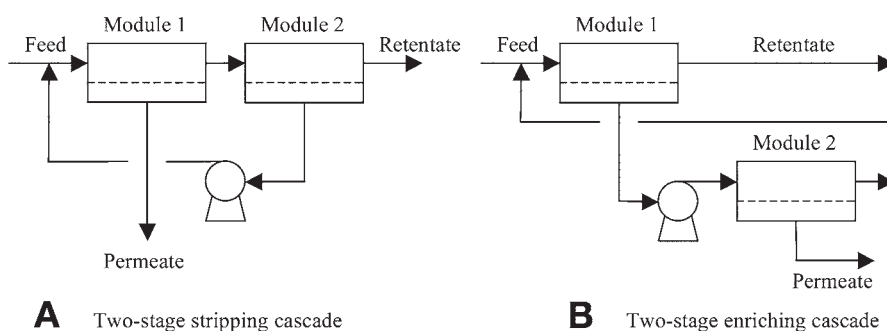 Module 1
Module 2
Feed
Retentate
Permeate
A Two-stage stripping cascade
Module 1
Feed
Retentate
Module 2
Permeate
B Two-stage enriching cascade